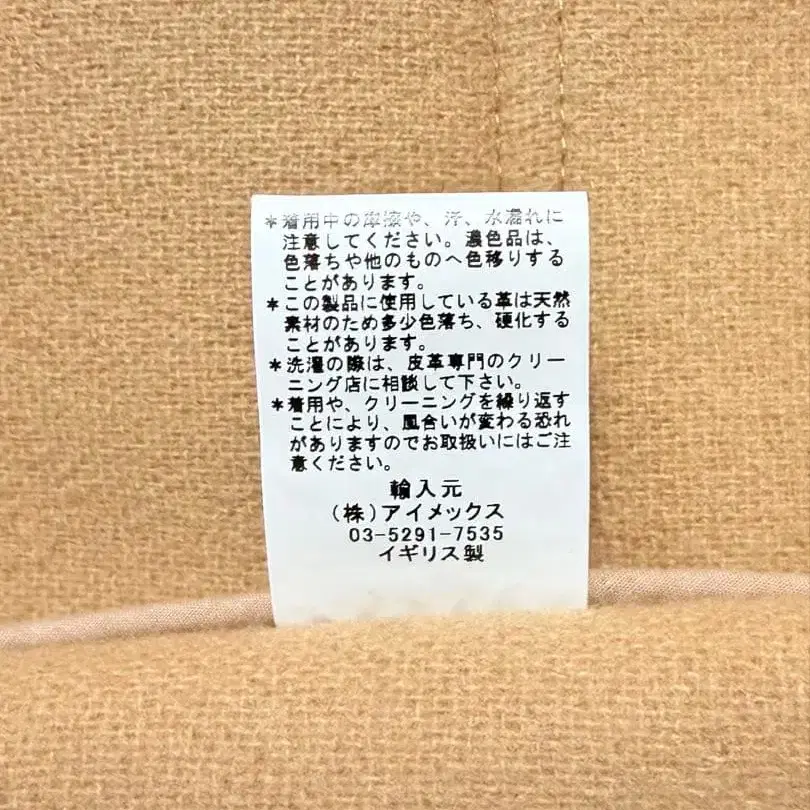 ＊着用中の摩擦や、汗、水濡れに
注意してください。濃色品は、
色落ちや他のものへ色移りする
ことがあります。
＊この製品に使用している革は天然
素材のため多少色落ち、硬化する
ことがあります。
＊洗濯の際は、皮革専門のクリー
ニング店に相談して下さい。
＊着用や、クリーニングを繰り返す
ことにより、風合いが変わる恐れ
がありますのでお取扱いにはご注
意ください。
輸入元
(株)アイメックス
03-5291-7535
イギリス製